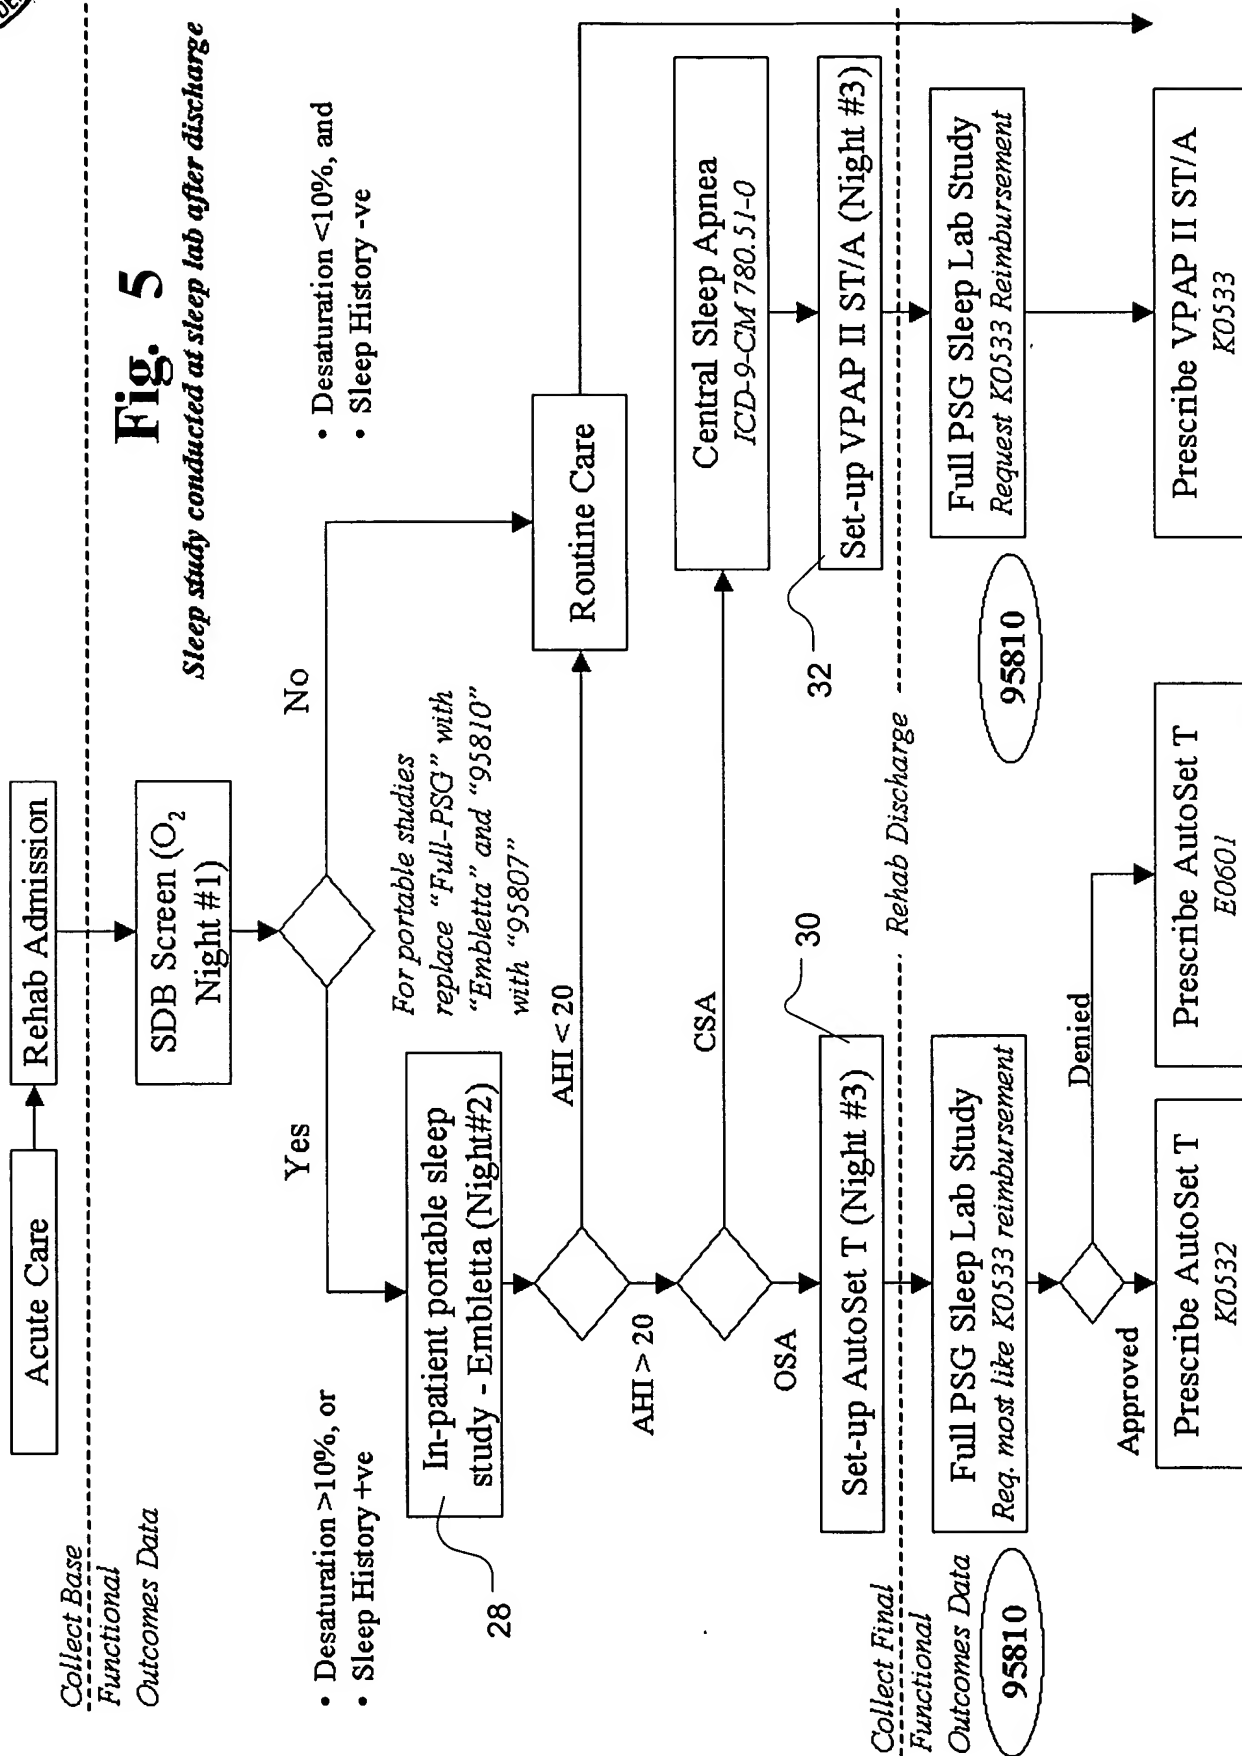 Fig. 5
Sleep study conducted at sleep lab after discharge
Acute Care
Rehab Admission
Collect Base
Functional
Outcomes Data
SDB Screen (O₂
Night #1)
Yes
No
• Desaturation >10%, or
• Sleep History +ve
• Desaturation <10%, and
• Sleep History -ve
In-patient portable sleep
study - Embletta (Night#2)
28
For portable studies
replace "Full-PSG" with
"Embletta" and "95810"
with "95807"
Routine Care
AHI < 20
AHI > 20
CSA
OSA
Central Sleep Apnea
ICD-9-CM 780.51-0
Set-up AutoSet T (Night #3)
30
Set-up VPAP II ST/A (Night #3)
32
Collect Final
Functional
Outcomes Data
Rehab Discharge
95810
Full PSG Sleep Lab Study
Req. most like K0533 reimbursement
95810
Full PSG Sleep Lab Study
Request K0533 Reimbursement
Approved
Denied
Prescribe AutoSet T
K0532
Prescribe AutoSet T
E0601
Prescribe VPAP II ST/A
K0533